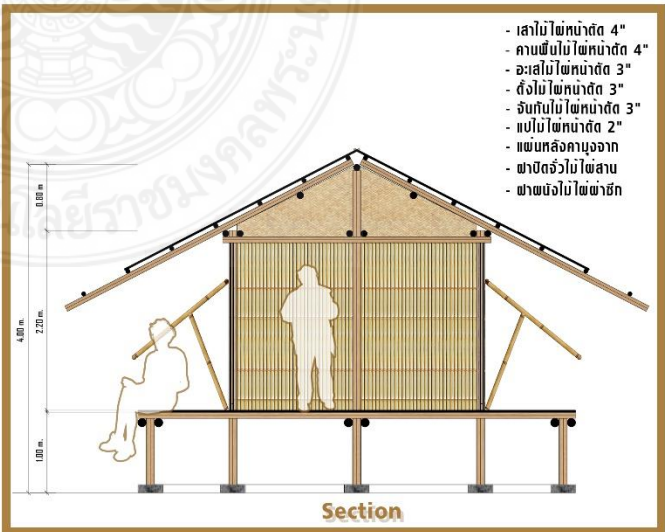 - เสาไม้ไผ่หน้าตัด 4"
- คานพื้นไม้ไผ่หน้าตัด 4"
- อะเสไม้ไผ่หน้าตัด 3"
- ดั้งไม้ไผ่หน้าตัด 3"
- จันทันไม้ไผ่หน้าตัด 3"
- แปไม้ไผ่หน้าตัด 2"
- แผ่นหลังคามุงจาก
- ฝาปิดจั่วไม้ไผ่สาน
- ฝาผนังไม้ไผ่ผ่าซีก
0.80 m.
2.20 m.
4.00 m.
1.00 m.
Section